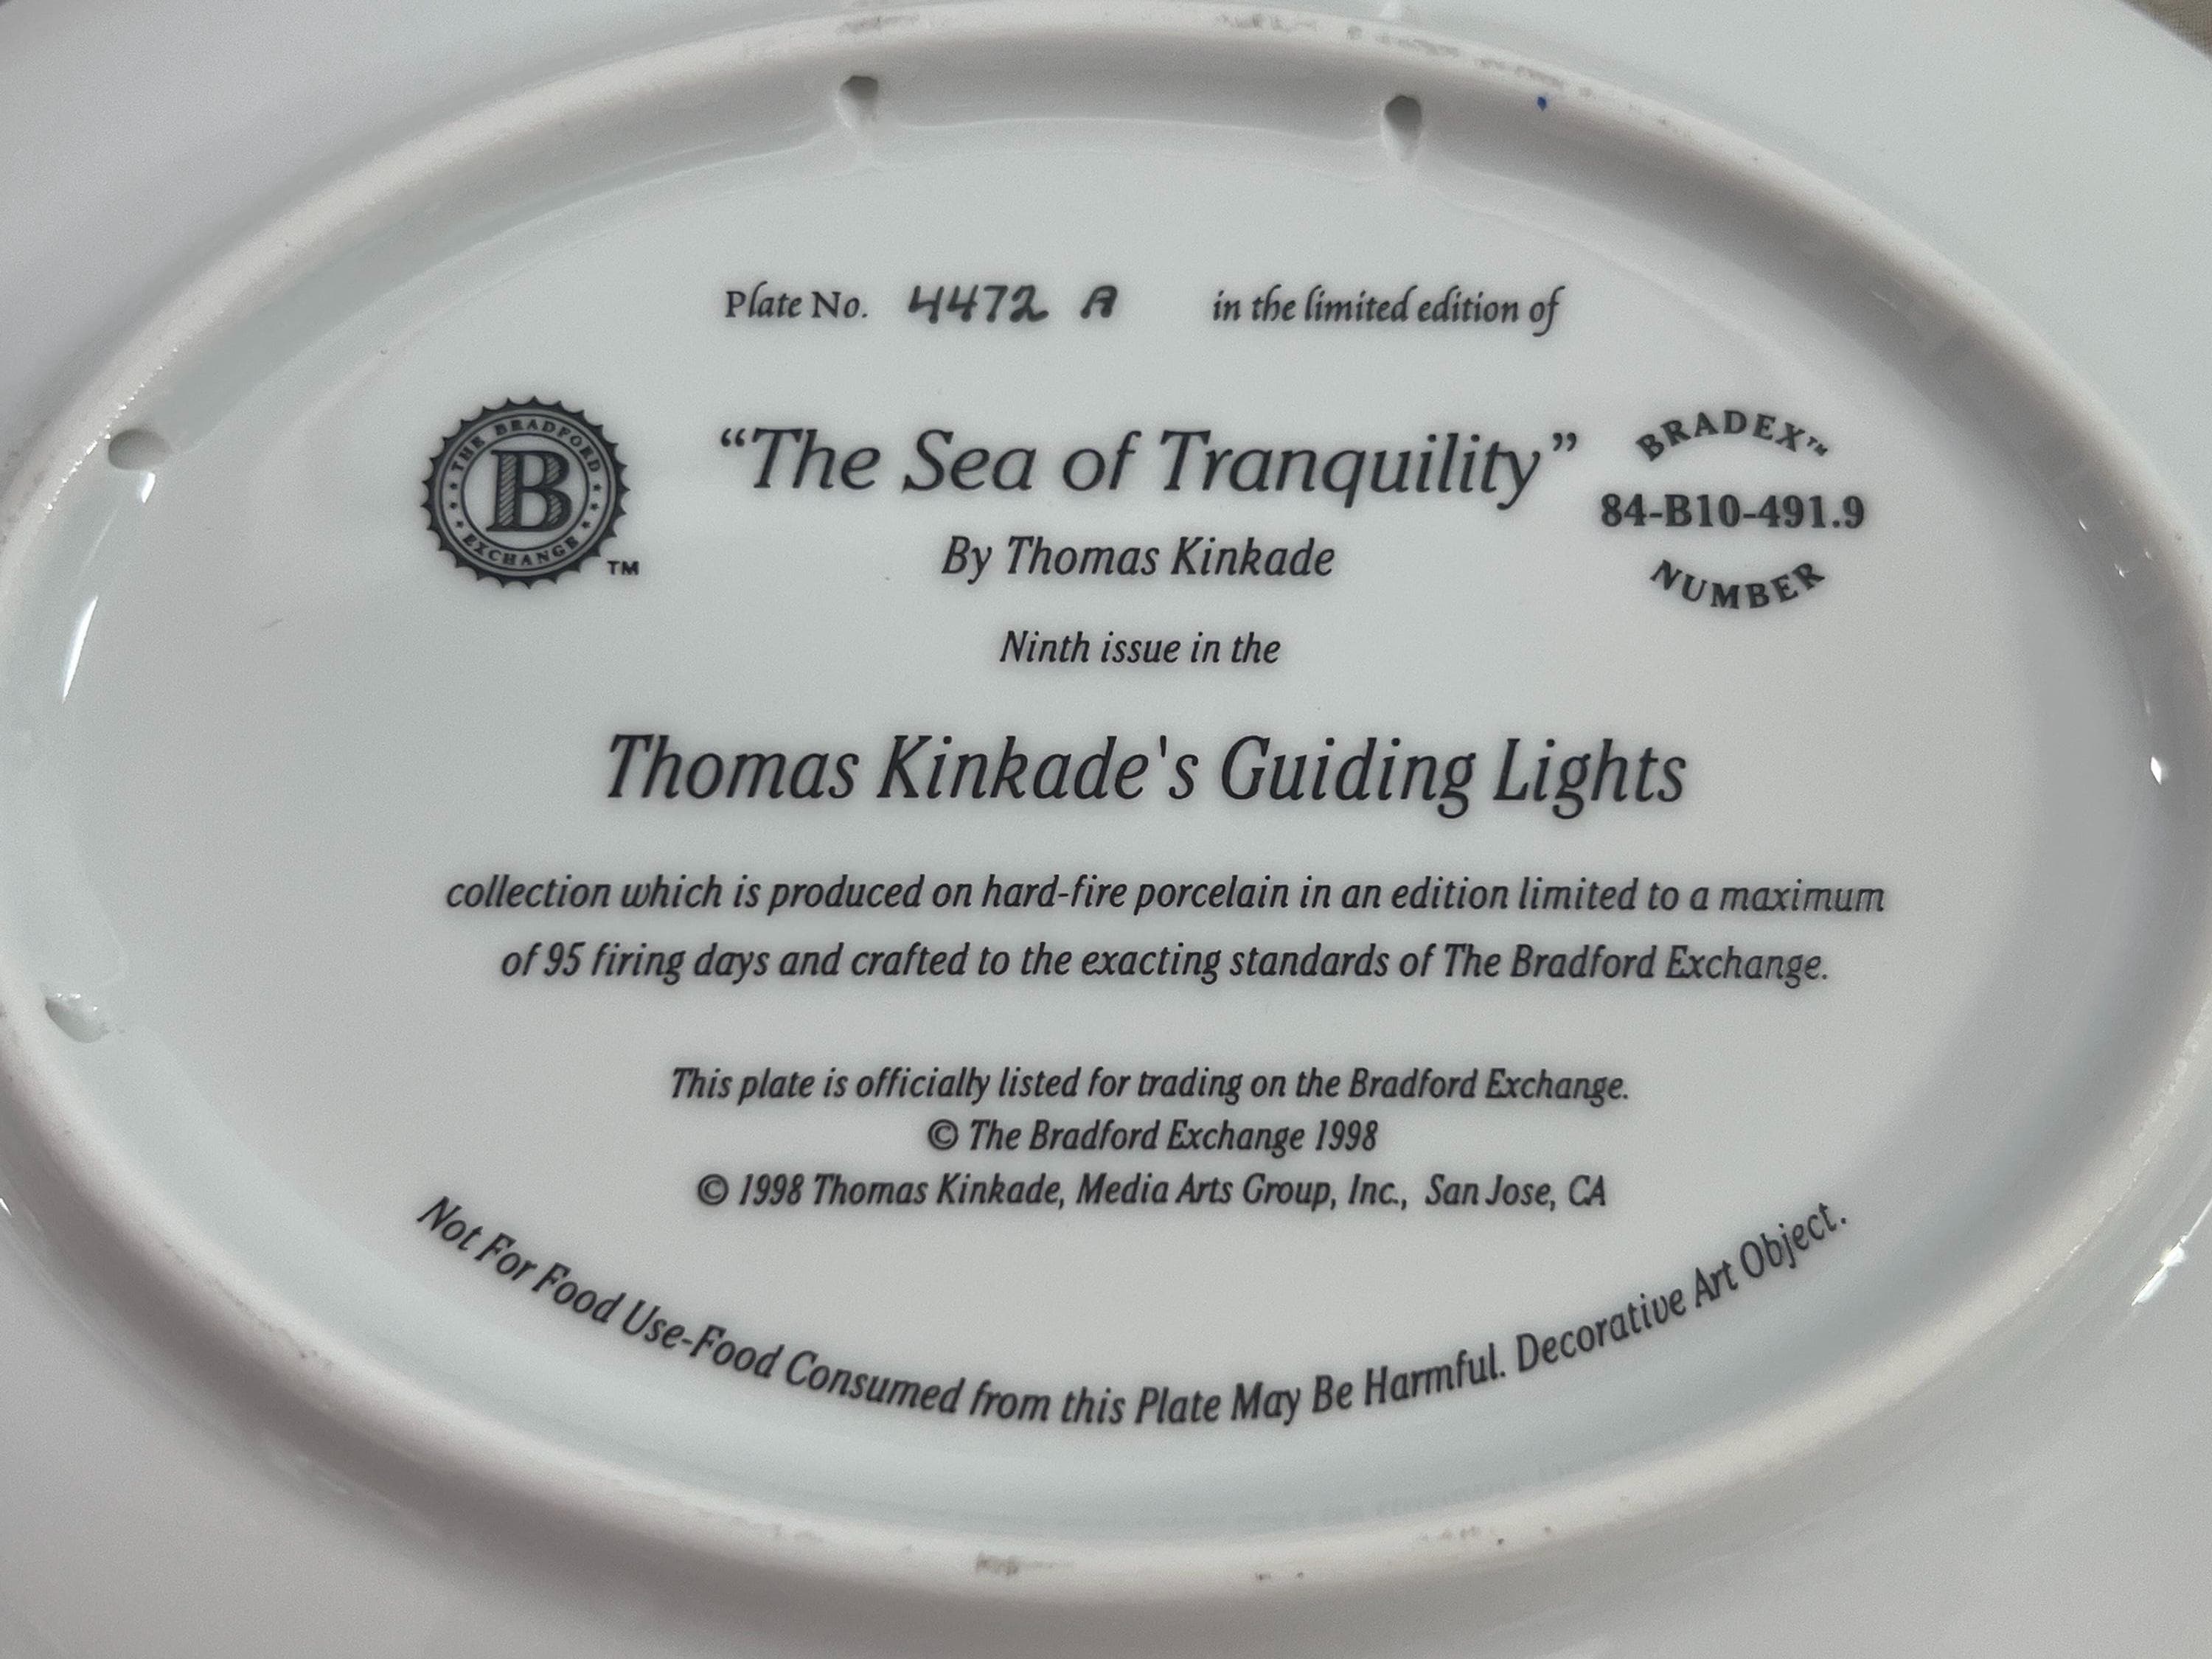 Plate No. 4472 A in the limited edition of
THE BRADFORD EXCHANGE
B
TM
“The Sea of Tranquility”
BRADEX™
84-B10-491.9
NUMBER
By Thomas Kinkade
Ninth issue in the
Thomas Kinkade's Guiding Lights
collection which is produced on hard-fire porcelain in an edition limited to a maximum
of 95 firing days and crafted to the exacting standards of The Bradford Exchange.
This plate is officially listed for trading on the Bradford Exchange.
© The Bradford Exchange 1998
© 1998 Thomas Kinkade, Media Arts Group, Inc., San Jose, CA
Not For Food Use-Food Consumed from this Plate May Be Harmful. Decorative Art Object.